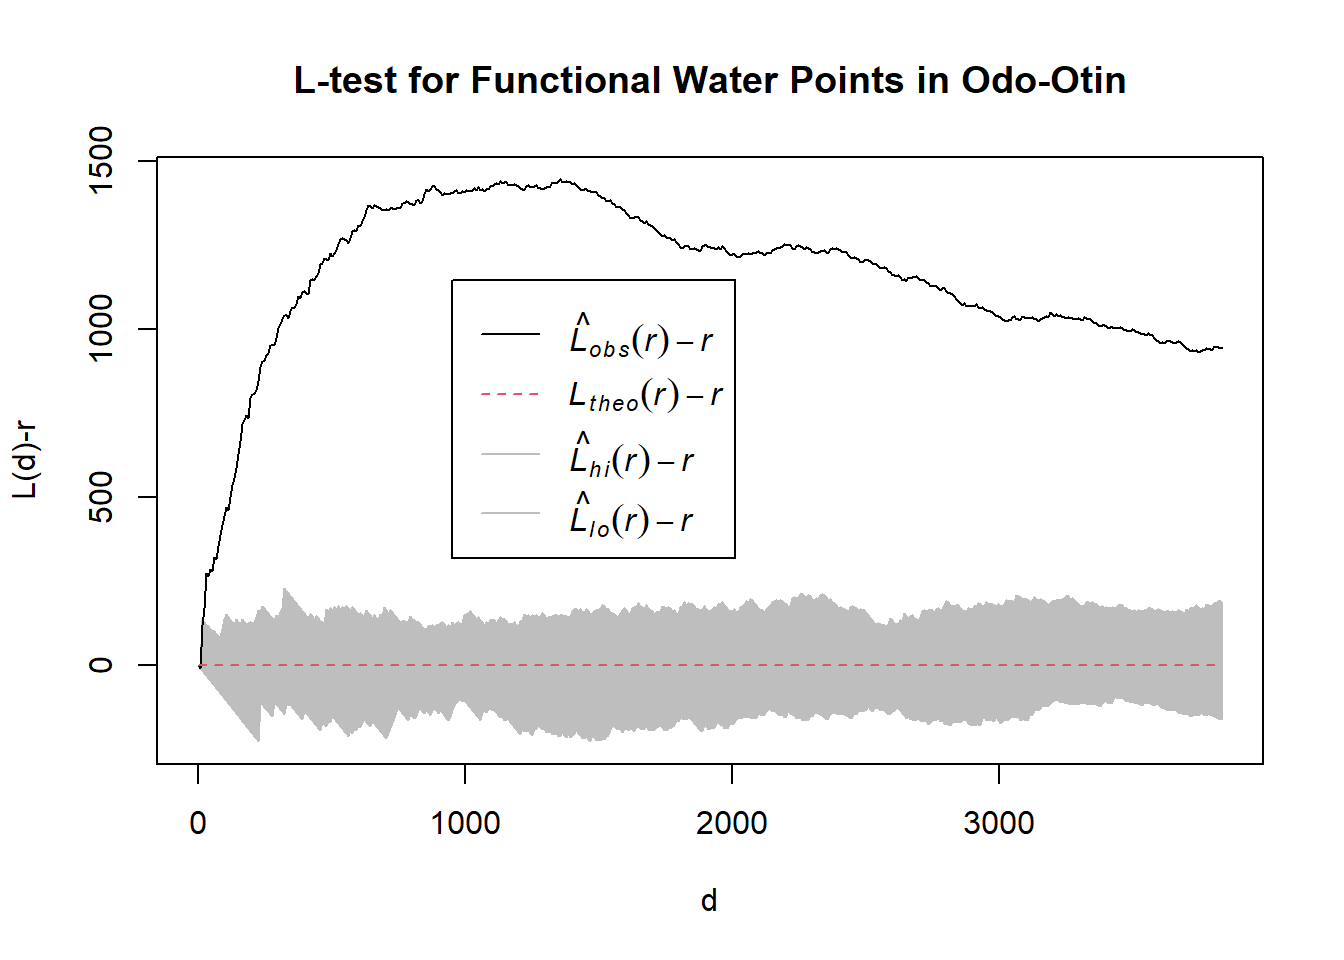 L-test for Functional Water Points in Odo-Otin
L(d)-r
1500
1000
500
0
L̂obs(r) – r
Ltheo(r) – r
L̂hi(r) – r
L̂lo(r) – r
0 1000 2000 3000
d